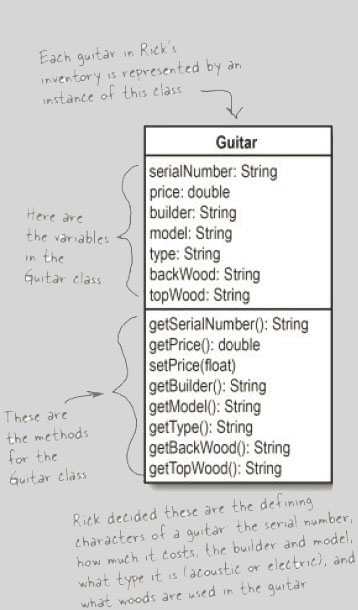 Each guitar in Rick's
inventory is represented by an
instance of this class
Guitar
serialNumber: String
price: double
builder: String
model: String
type: String
backWood: String
topWood: String
Here are
the variables
in the
Guitar class
getSerialNumber(): String
getPrice(): double
setPrice(float)
getBuilder(): String
getModel(): String
getType(): String
getBackWood(): String
getTopWood(): String
These are
the methods
for the
Guitar class
Rick decided these are the defining
characters of a guitar: the serial number,
how much it costs, the builder and model,
what type it is (acoustic or electric), and
what woods are used in the guitar.